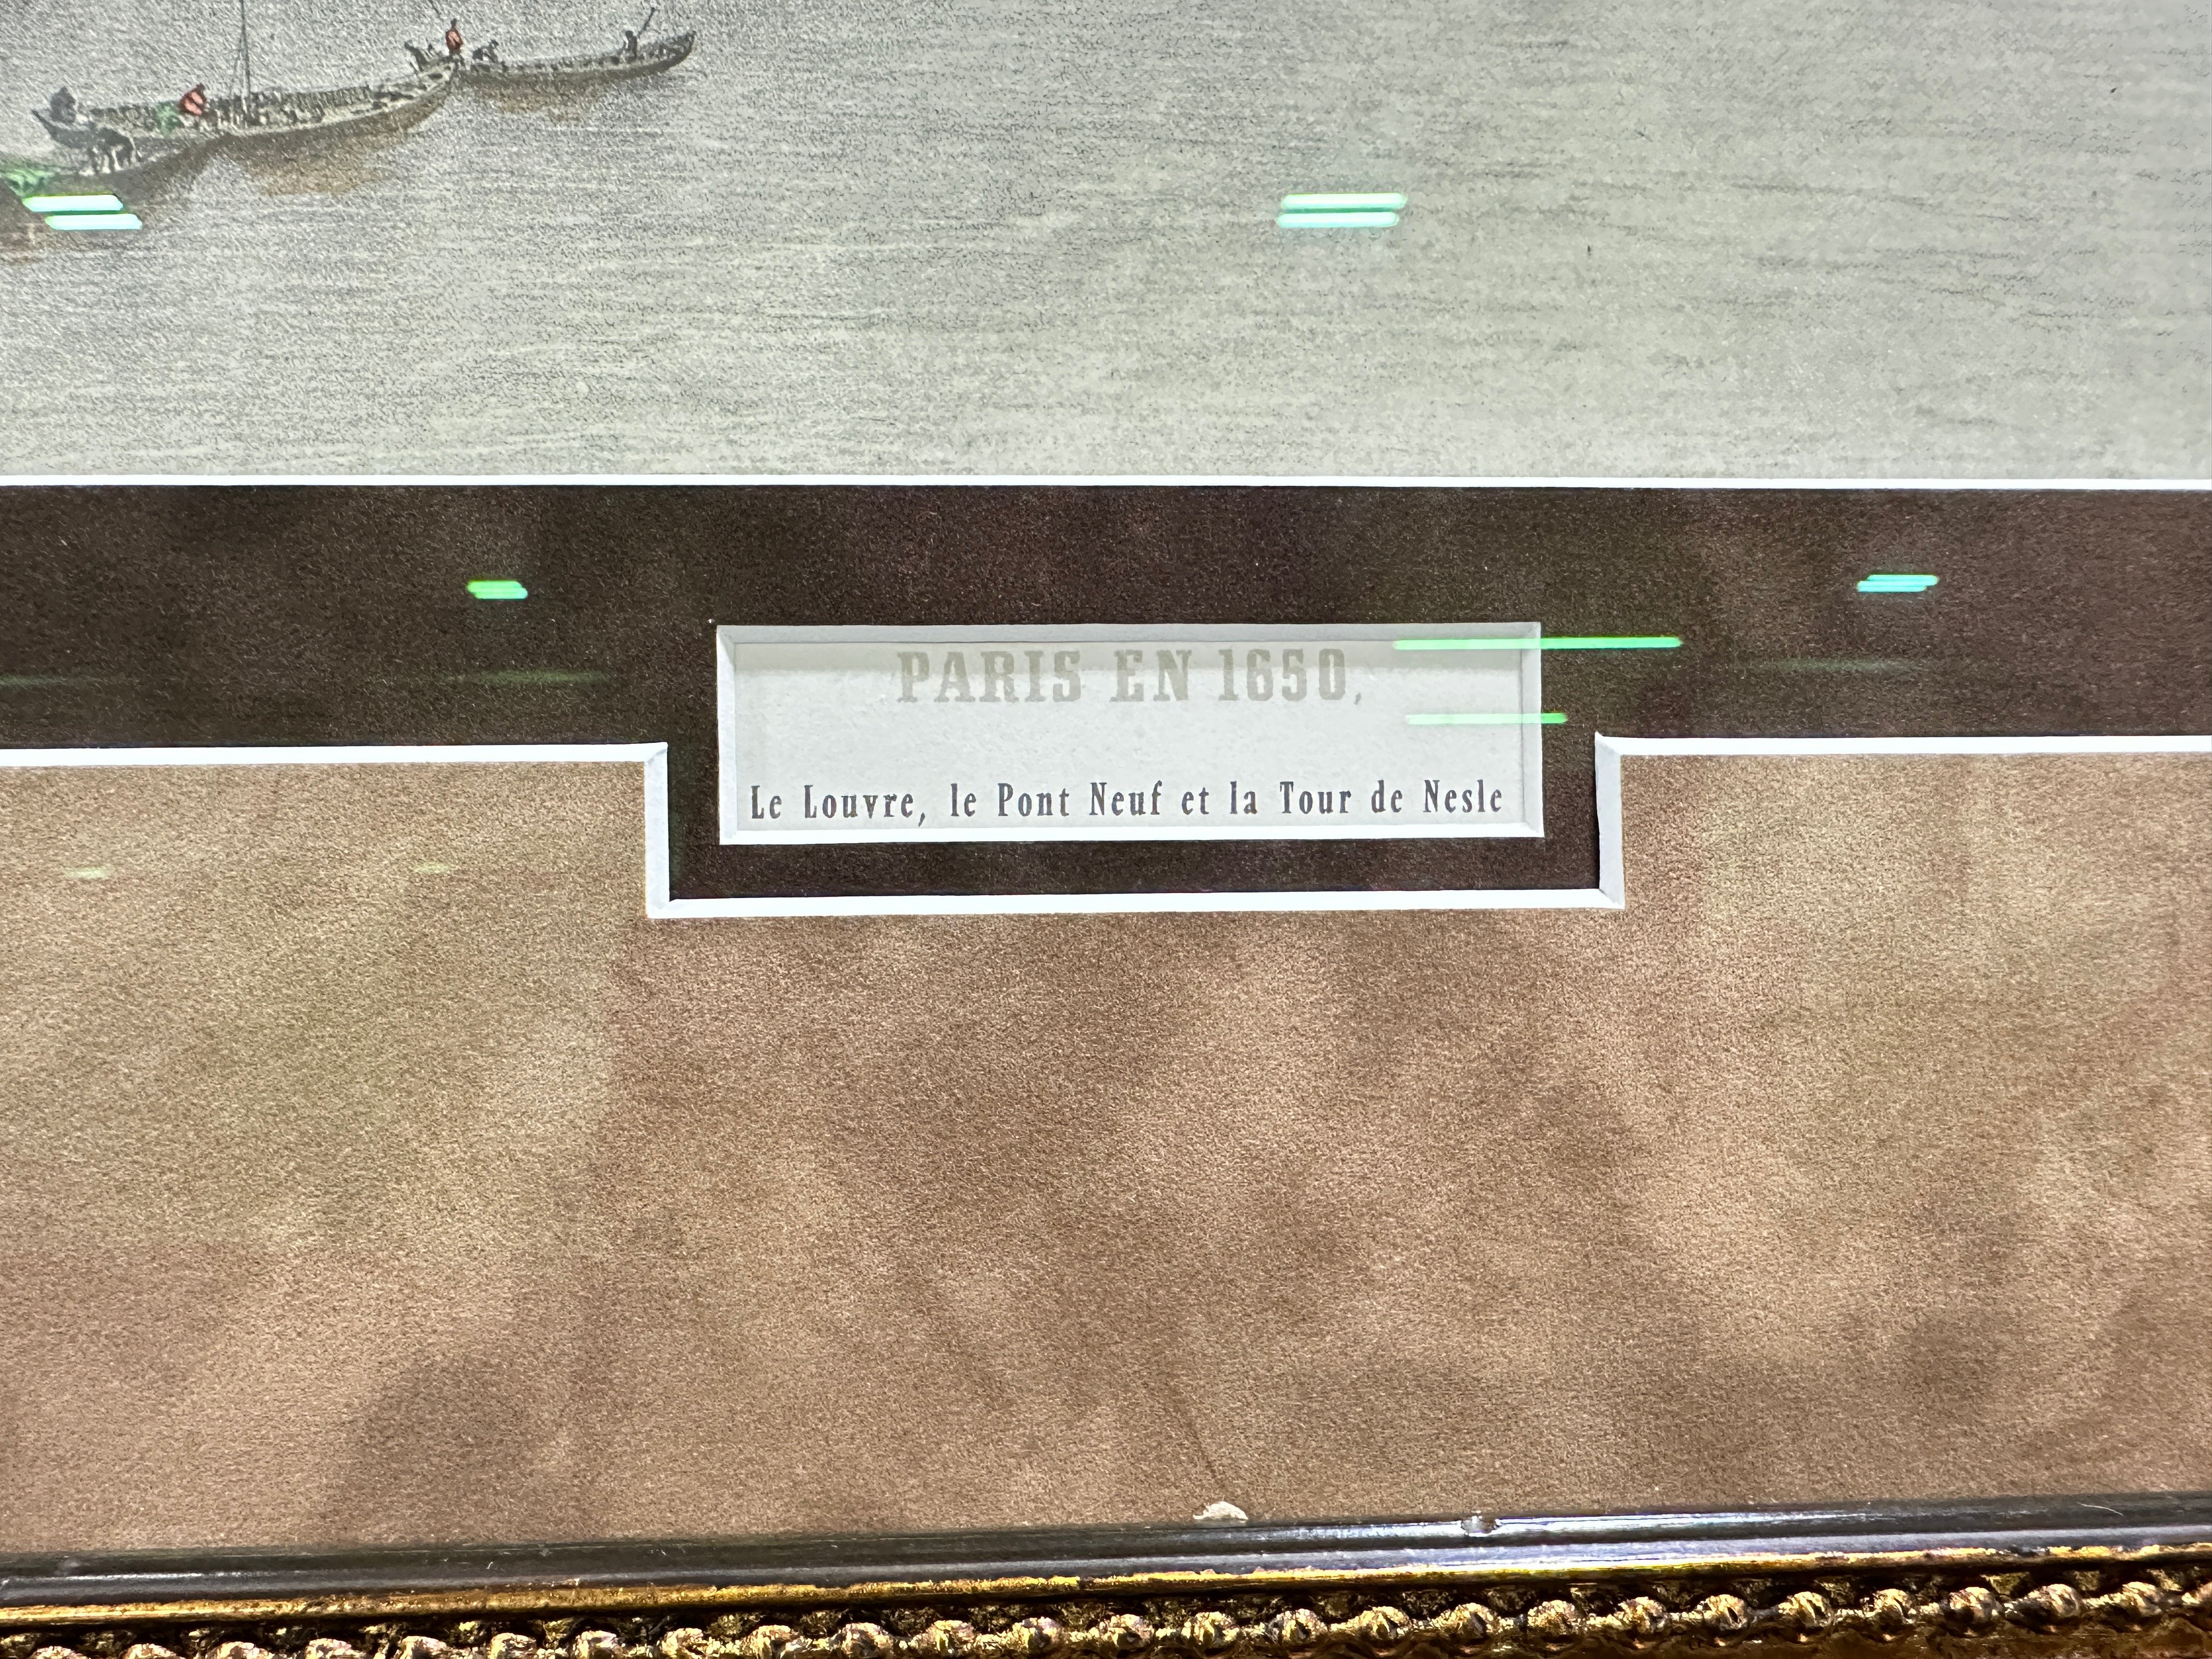 PARIS EN 1650,
Le Louvre, le Pont Neuf et la Tour de Nesle